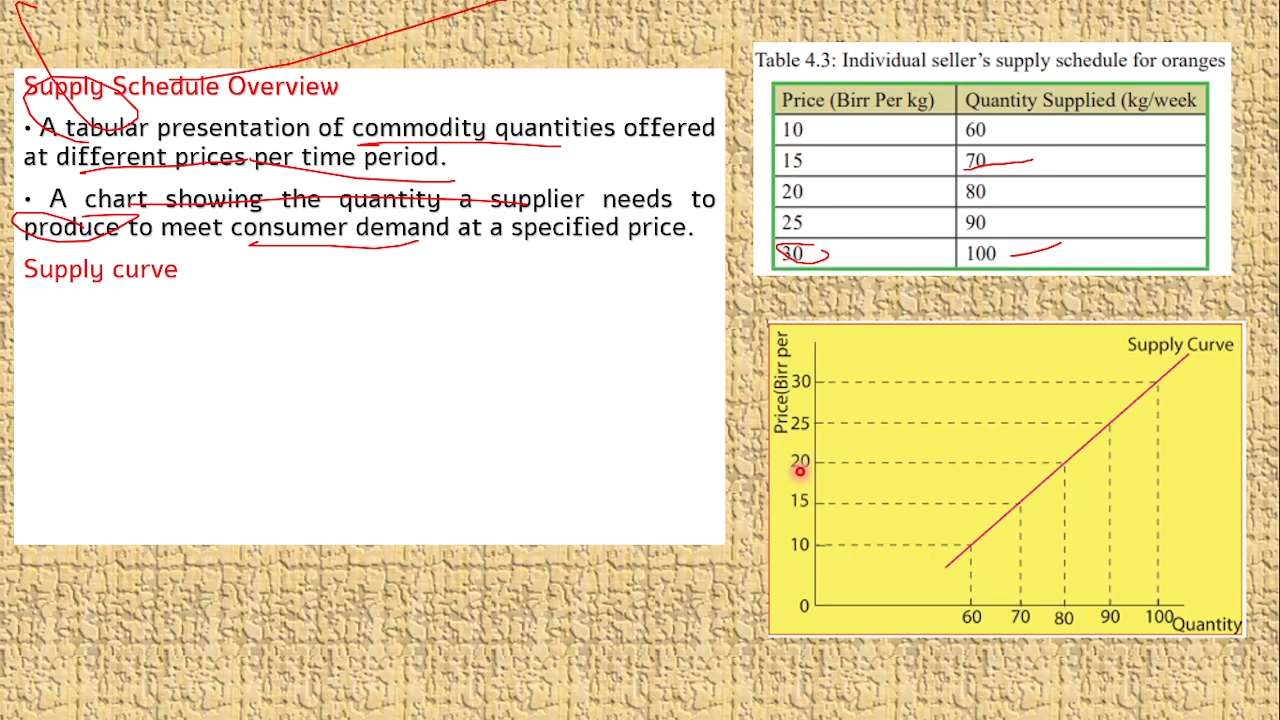 Supply Schedule Overview
· A tabular presentation of commodity quantities offered
at different prices per time period.
· A chart showing the quantity a supplier needs to
produce to meet consumer demand at a specified price.
Supply curve
Table 4.3: Individual seller's supply schedule for oranges
Price (Birr Per kg) Quantity Supplied (kg/week
10 60
15 70
20 80
25 90
30 100
Supply Curve
Price(Birr per
30
25
20
15
10
0
60 70 80 90 100
Quantity